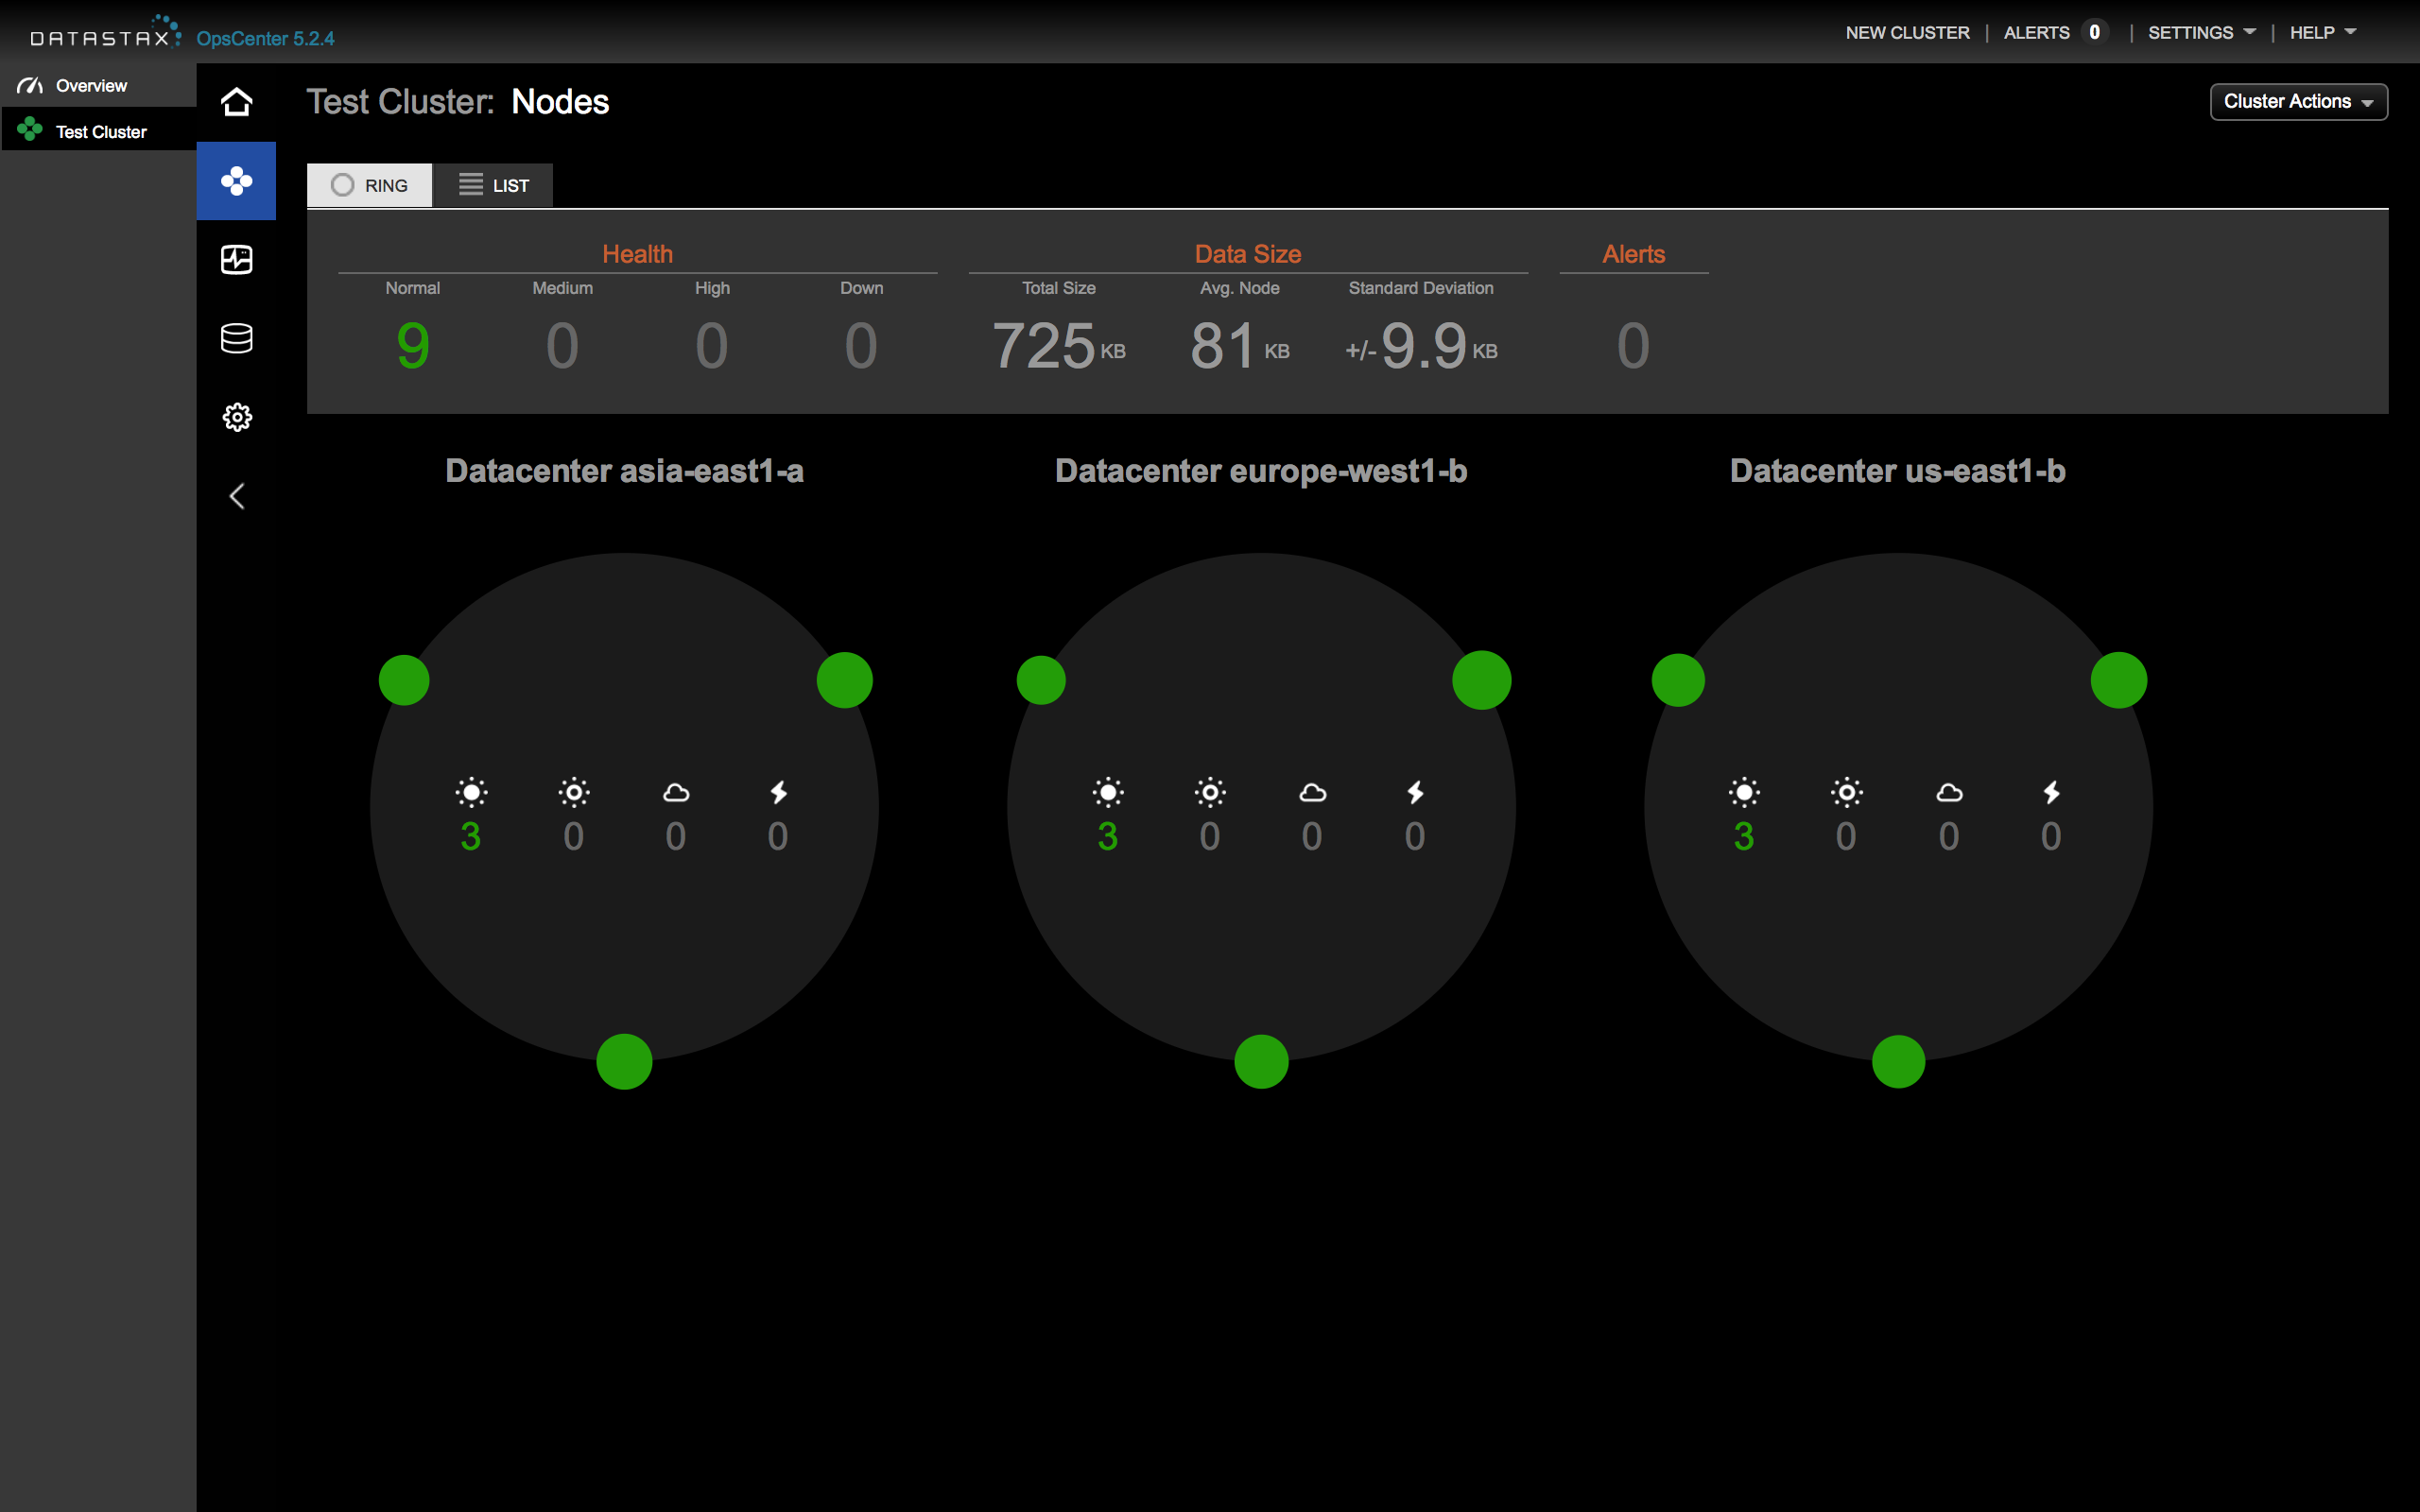 DATASTAX OpsCenter 5.2.4
NEW CLUSTER | ALERTS 0 | SETTINGS | HELP
Overview
Test Cluster
Test Cluster: Nodes
Cluster Actions
RING LIST
Health Data Size Alerts
Normal Medium High Down Total Size Avg. Node Standard Deviation
9 0 0 0 725 KB 81 KB +/- 9.9 KB 0
Datacenter asia-east1-a Datacenter europe-west1-b Datacenter us-east1-b
3 0 0 0 3 0 0 0 3 0 0 0